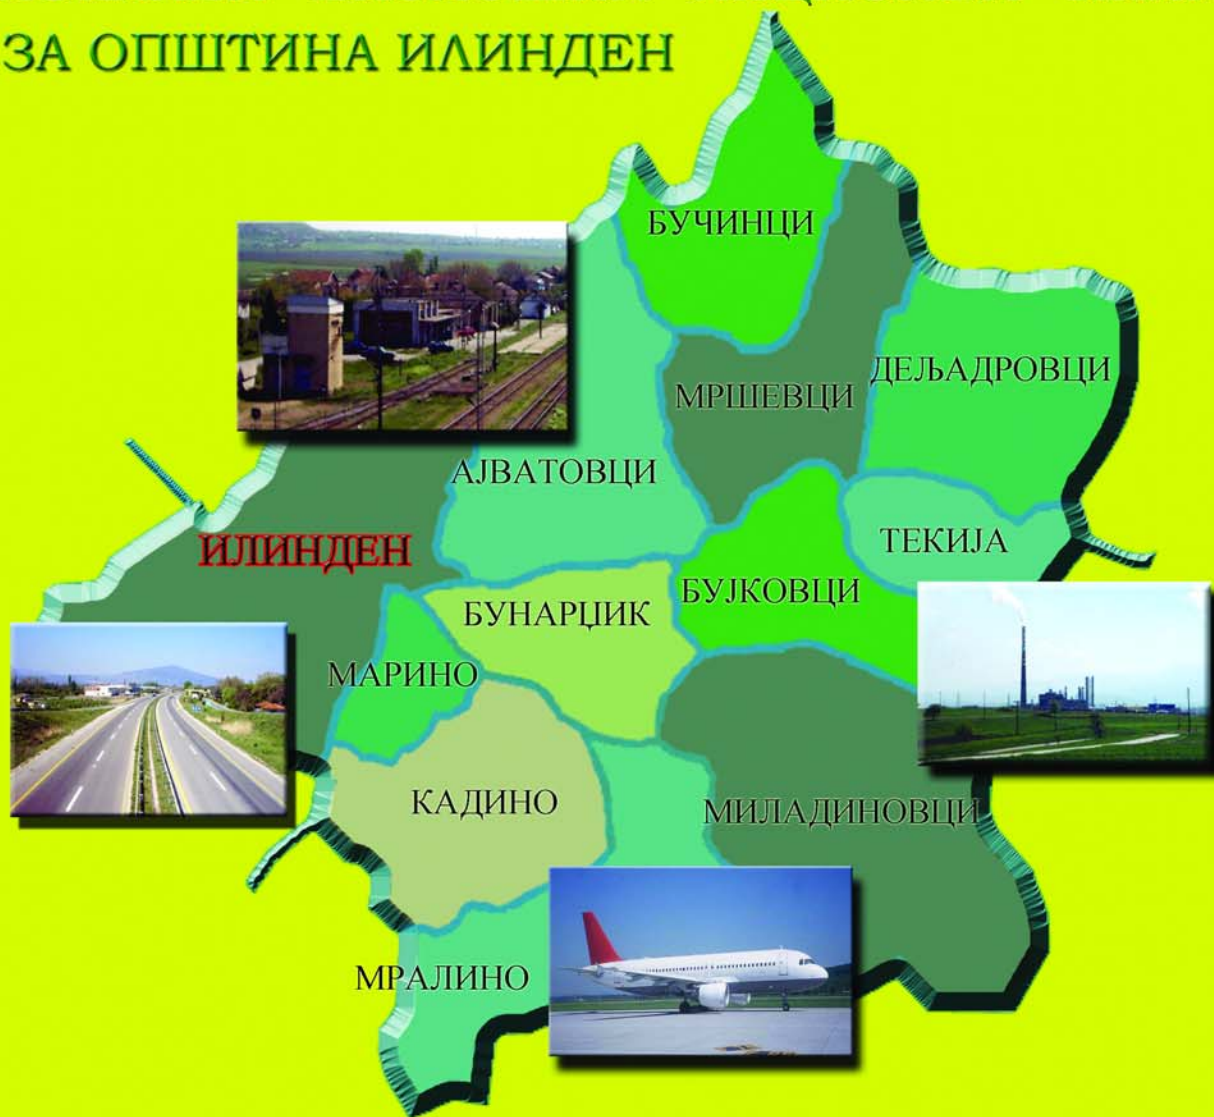 ЗА ОПШТИНА ИЛИНДЕН
БУЧИНЦИ
ДЕЉАДРОВЦИ
МРШЕВЦИ
АЈВАТОВЦИ
ТЕКИЈА
ИЛИНДЕН
БУЈКОВЦИ
БУНАРЏИК
МАРИНО
КАДИНО
МИЛАДИНОВЦИ
МРАЛИНО